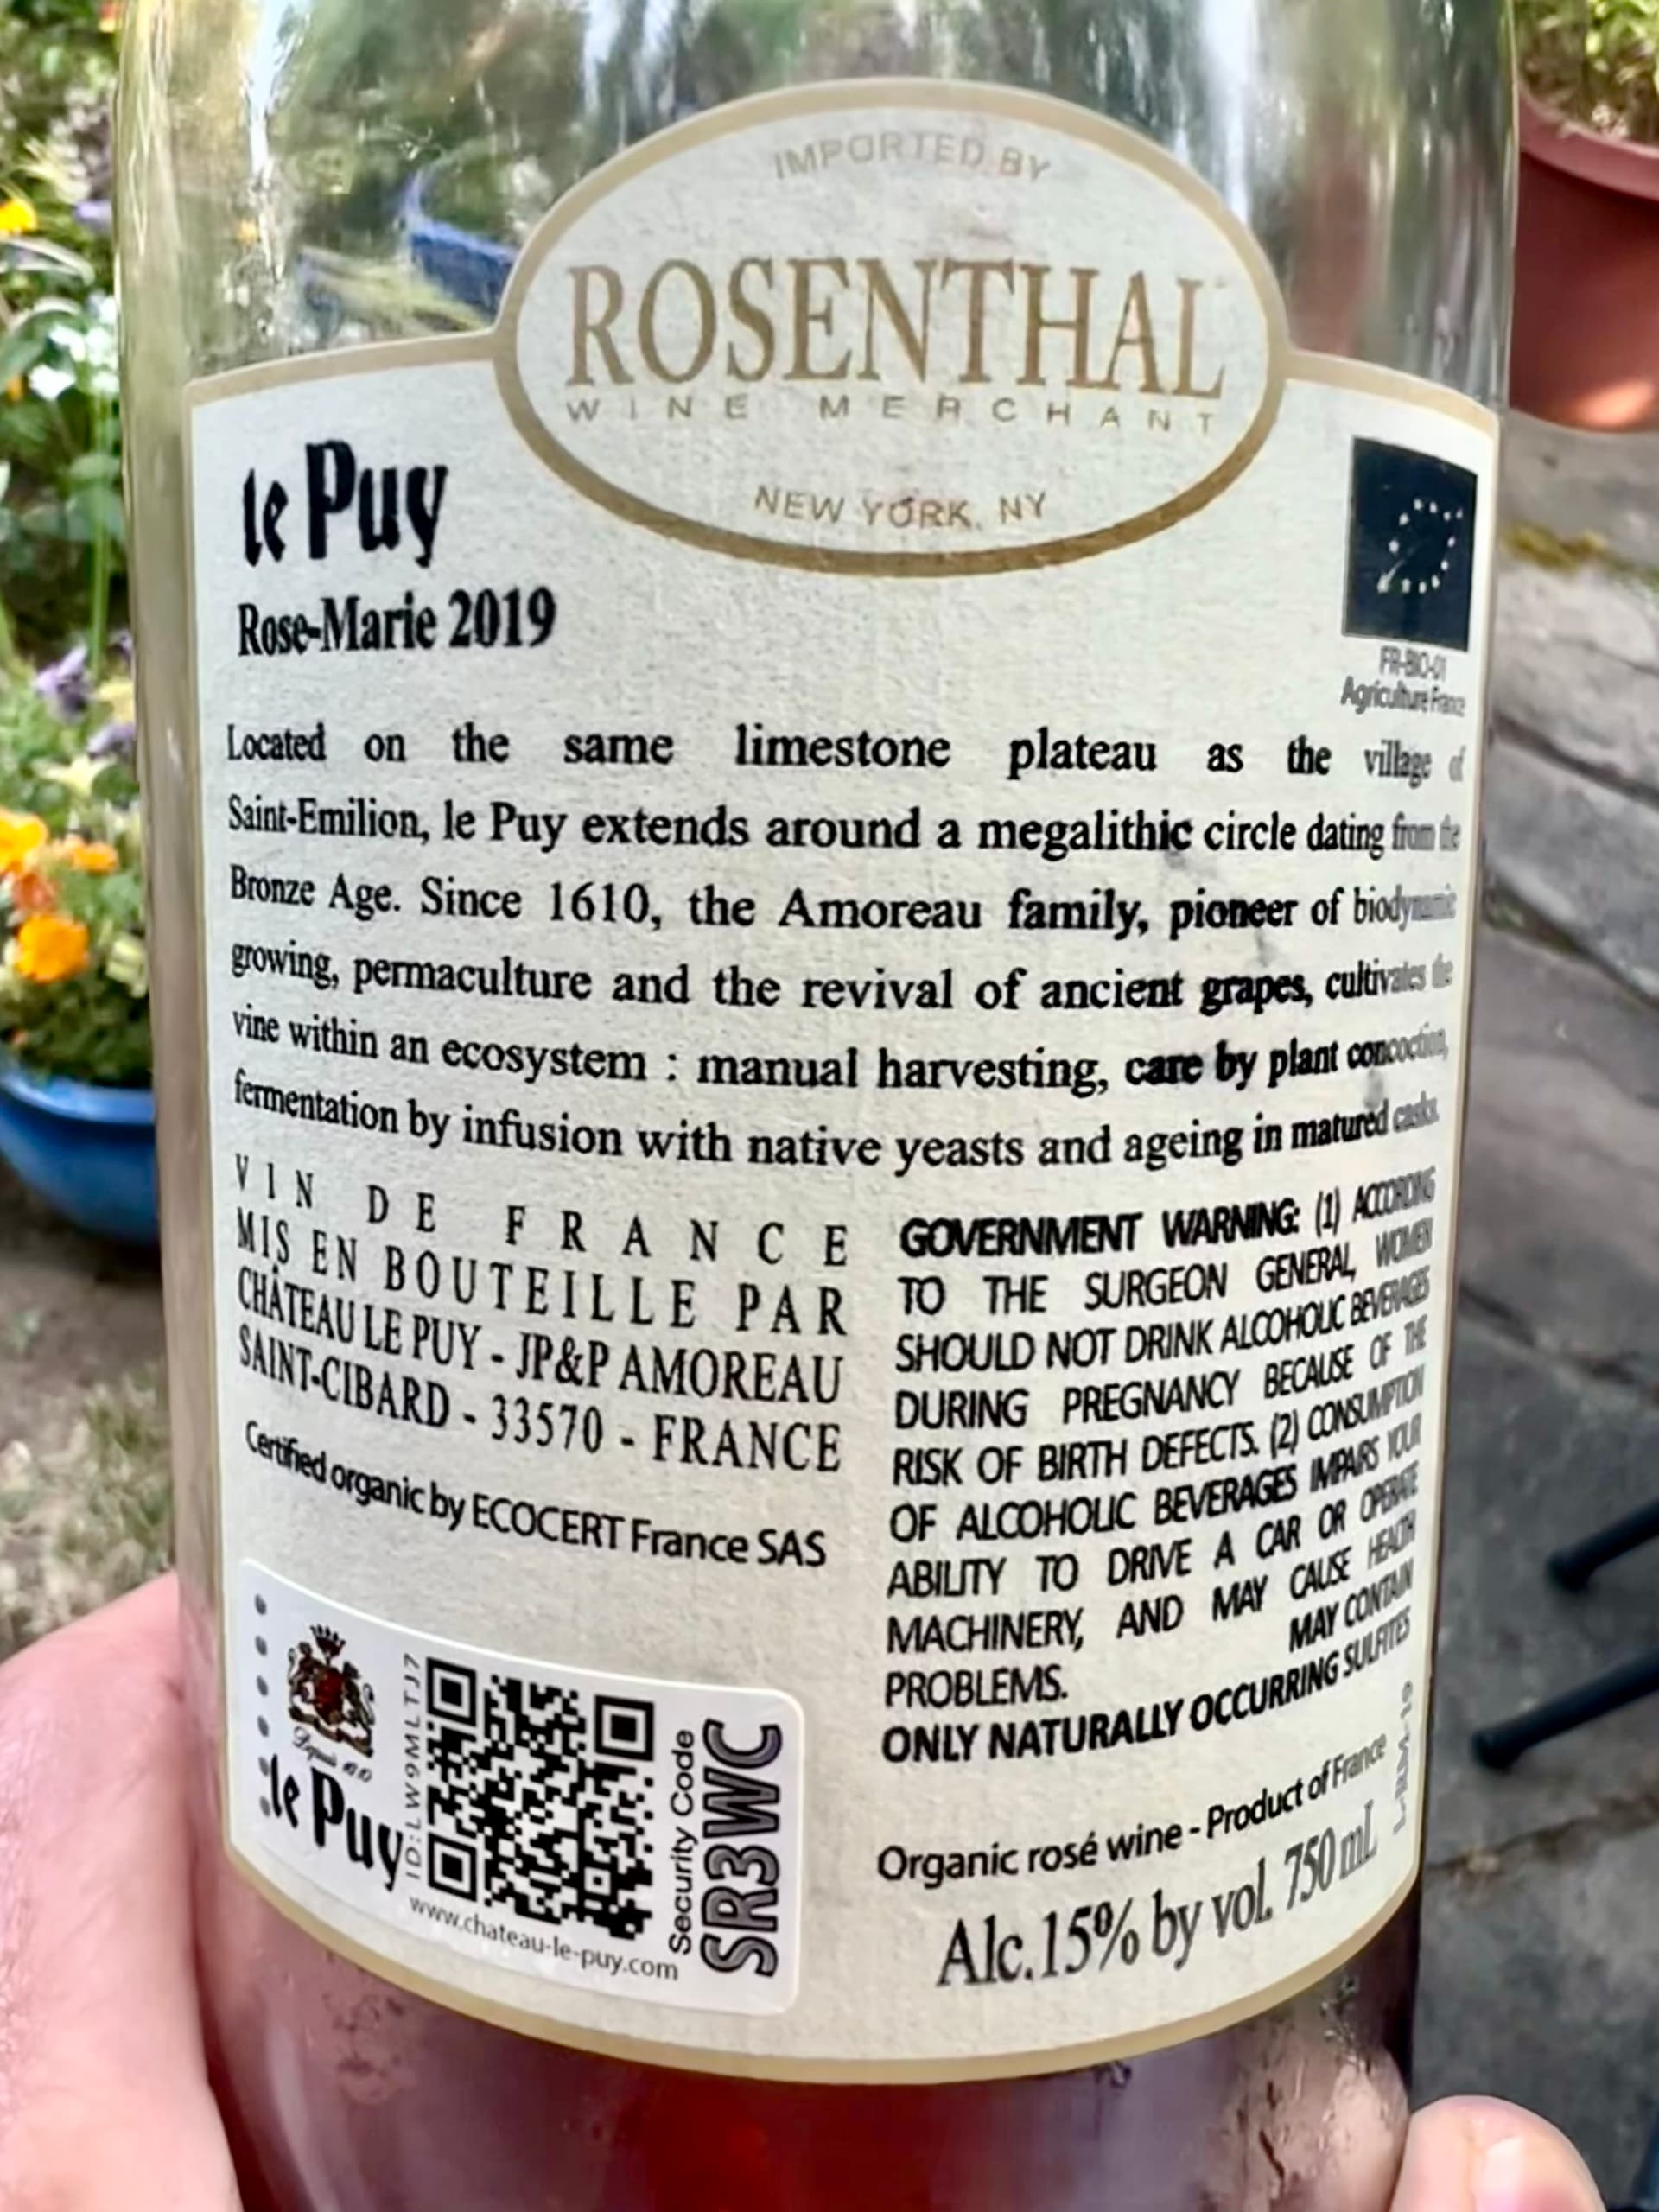 IMPORTED BY
ROSENTHAL
WINE MERCHANT
NEW YORK, NY
le Puy
Rose-Marie 2019
FR-BIO-01
Agriculture France
Located on the same limestone plateau as the village of
Saint-Emilion, le Puy extends around a megalithic circle dating from the
Bronze Age. Since 1610, the Amoreau family, pioneer of biodynamic
growing, permaculture and the revival of ancient grapes, cultivates the
vine within an ecosystem : manual harvesting, care by plant concoction,
fermentation by infusion with native yeasts and ageing in matured casks.
VIN DE FRANCE
MIS EN BOUTEILLE PAR
CHÂTEAU LE PUY - JP&P AMOREAU
SAINT-CIBARD - 33570 - FRANCE
Certified organic by ECOCERT France SAS
GOVERNMENT WARNING: (1) ACCORDING
TO THE SURGEON GENERAL, WOMEN
SHOULD NOT DRINK ALCOHOLIC BEVERAGES
DURING PREGNANCY BECAUSE OF THE
RISK OF BIRTH DEFECTS. (2) CONSUMPTION
OF ALCOHOLIC BEVERAGES IMPAIRS YOUR
ABILITY TO DRIVE A CAR OR OPERATE
MACHINERY, AND MAY CAUSE HEALTH
PROBLEMS. MAY CONTAIN
ONLY NATURALLY OCCURRING SULFITES
Depuis 1610
le Puy
ID:LW9MLTJ7
www.chateau-le-puy.com
Security Code
SR3WC
Organic rosé wine - Product of France
Alc.15% by vol. 750 mL